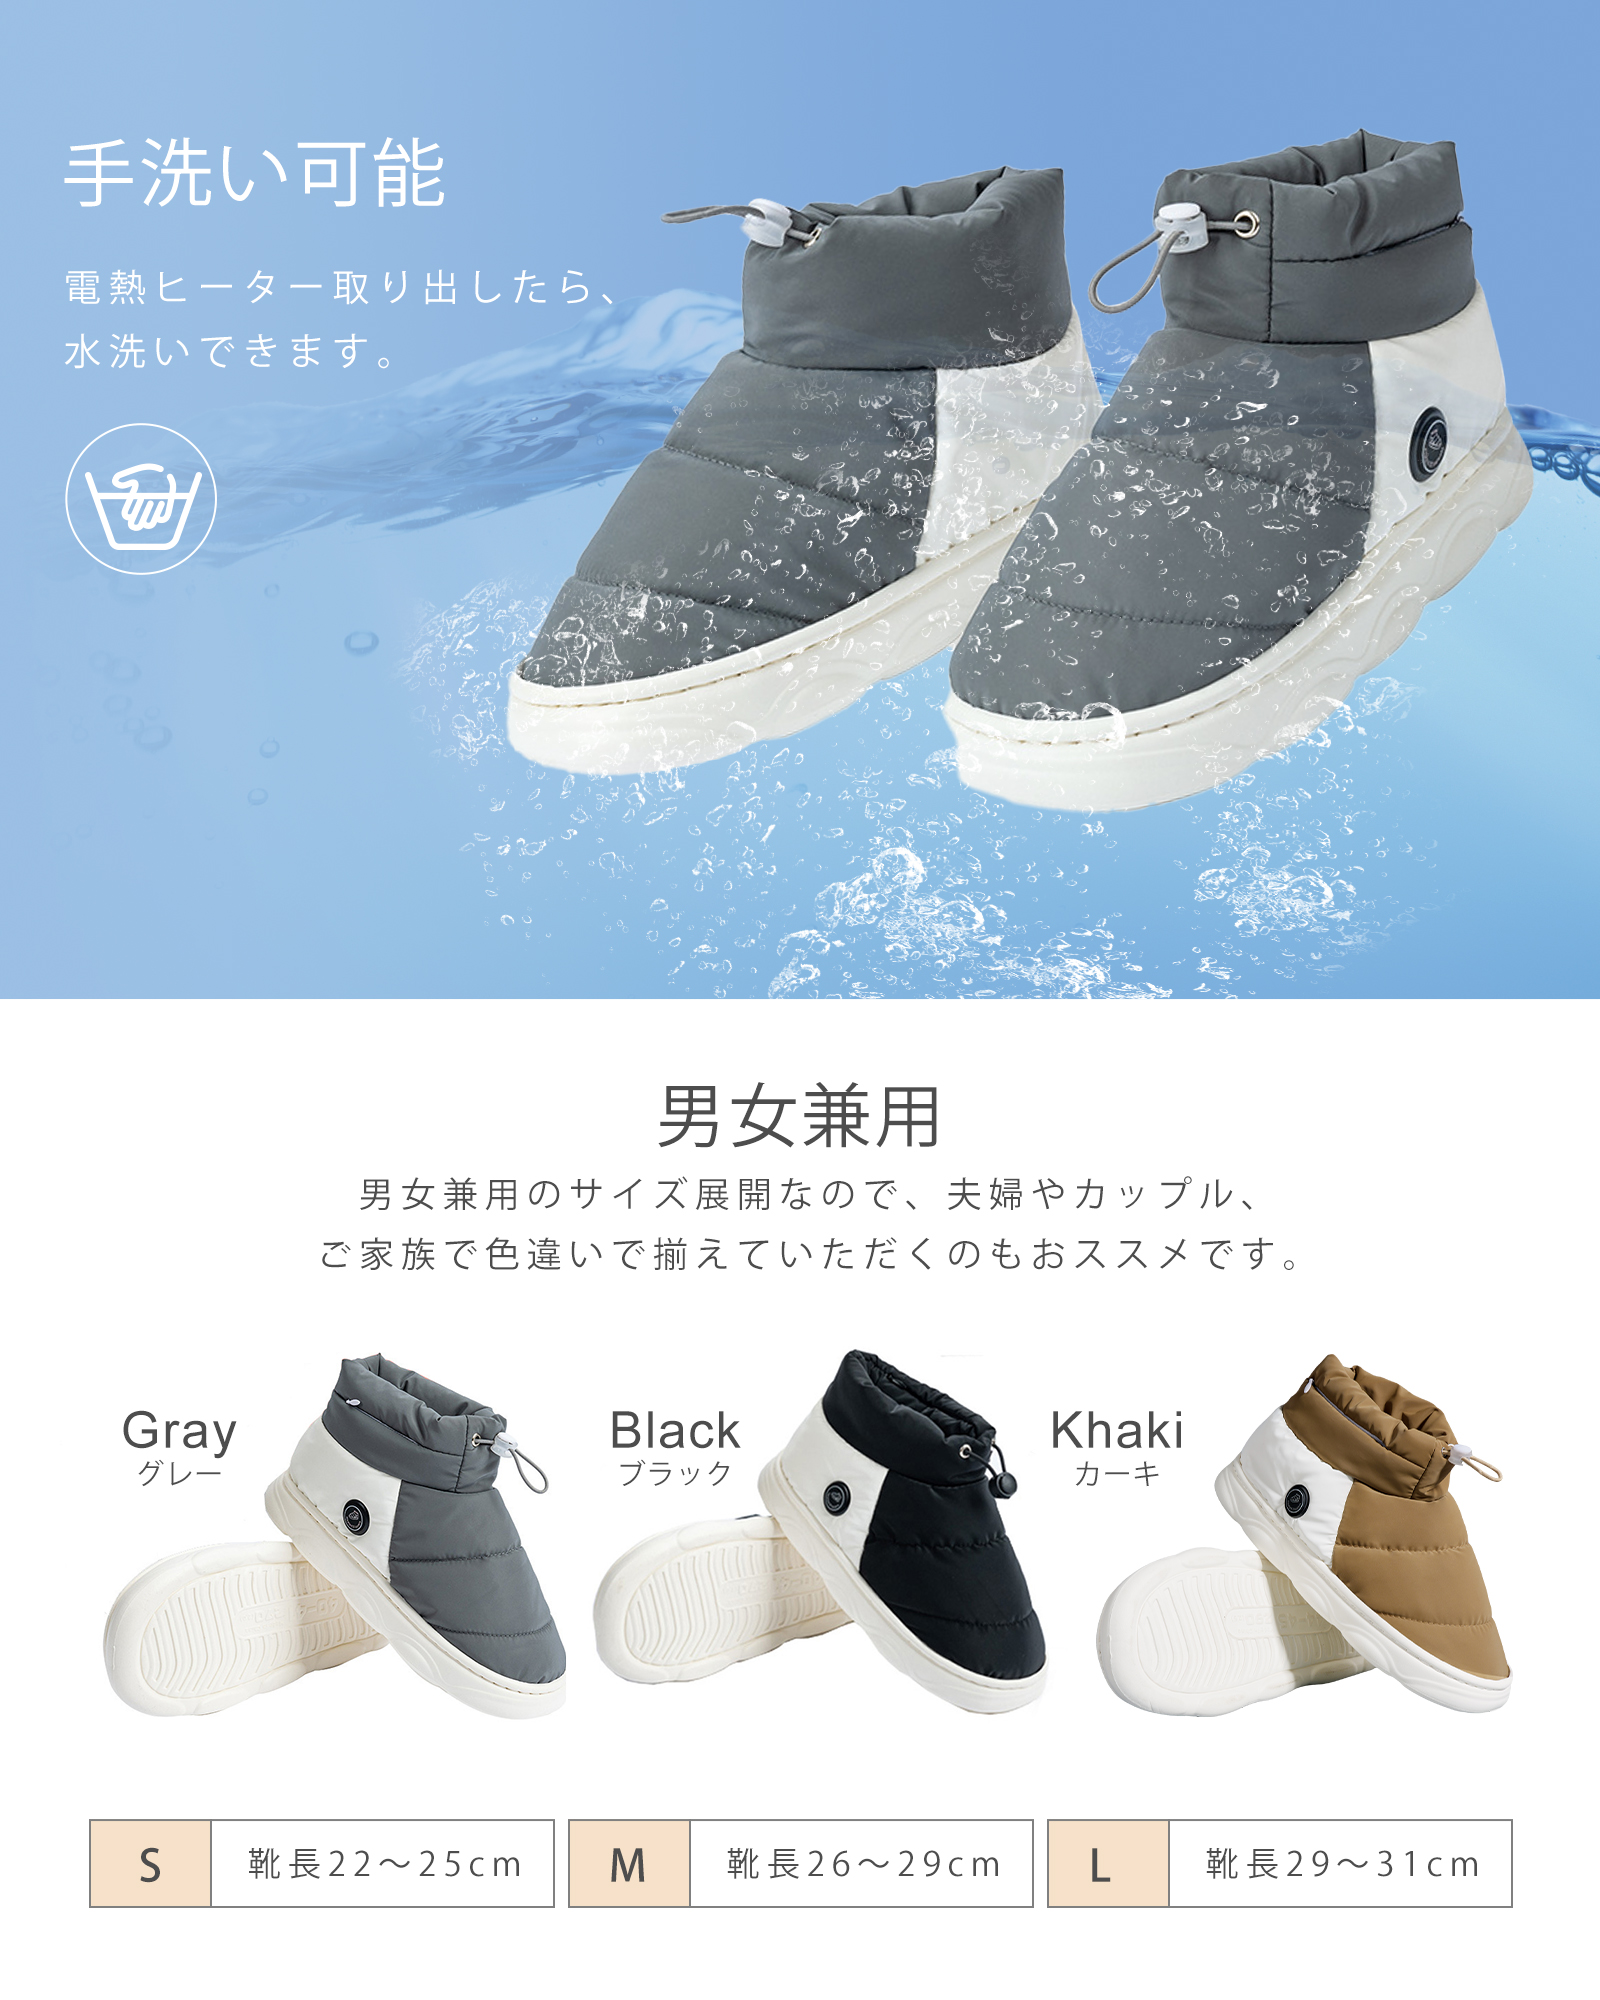 手洗い可能
電熱ヒーター取り出したら、
水洗いできます。
男女兼用
男女兼用のサイズ展開なので、夫婦やカップル、
ご家族で色違いで揃えていただくのもおススメです。
Gray
グレー
Black
ブラック
Khaki
カーキ
S 靴長22～25cm
M 靴長26～29cm
L 靴長29～31cm